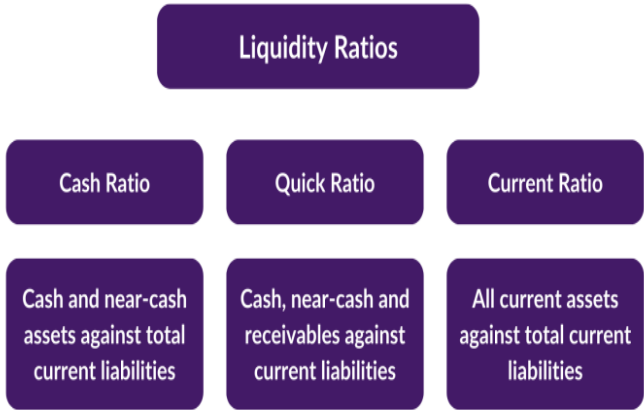 Liquidity Ratios
Cash Ratio
Quick Ratio
Current Ratio
Cash and near-cash
assets against total
current liabilities
Cash, near-cash and
receivables against
current liabilities
All current assets
against total current
liabilities